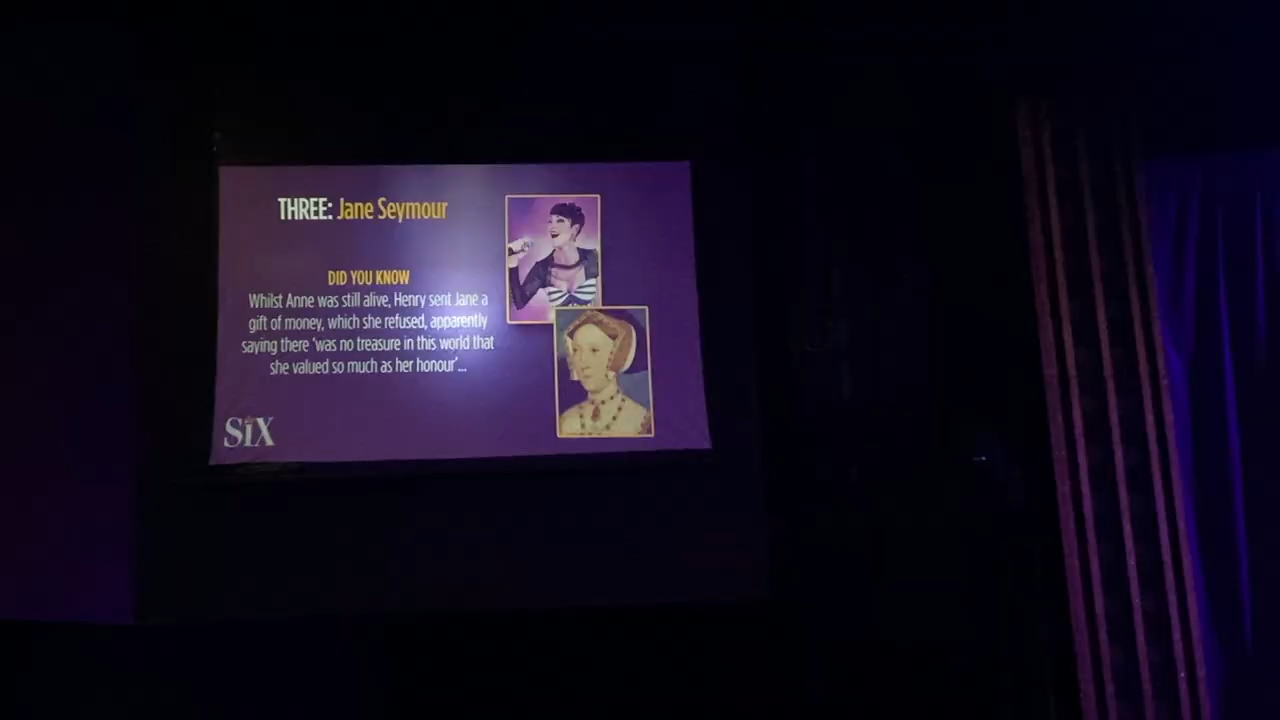 THREE: Jane Seymour
DID YOU KNOW
Whilst Anne was still alive, Henry sent Jane a
gift of money, which she refused, apparently
saying there 'was no treasure in this world that
she valued so much as her honour'...
SiX